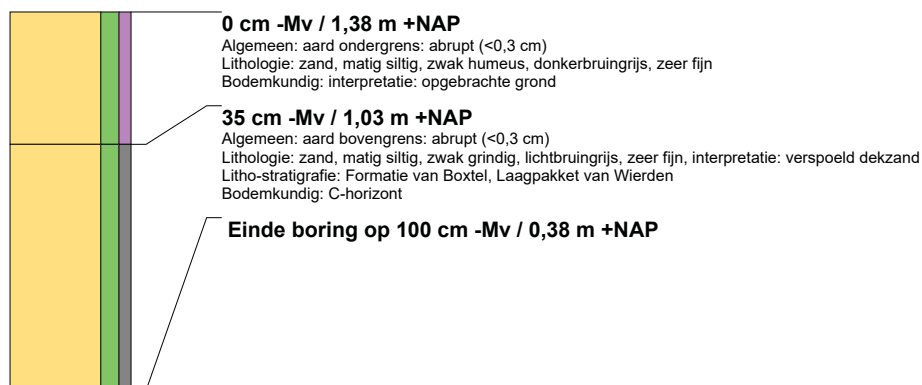 0 cm -Mv / 1,38 m +NAP
Algemeen: aard ondergrens: abrupt (<0,3 cm)
Lithologie: zand, matig siltig, zwak humeus, donkerbruingrijs, zeer fijn
Bodemkundig: interpretatie: opgebrachte grond
35 cm -Mv / 1,03 m +NAP
Algemeen: aard bovengrens: abrupt (<0,3 cm)
Lithologie: zand, matig siltig, zwak grindig, lichtbruingrijs, zeer fijn, interpretatie: verspoeld dekzand
Litho-stratigrafie: Formatie van Boxtel, Laagpakket van Wierden
Bodemkundig: C-horizont
Einde boring op 100 cm -Mv / 0,38 m +NAP